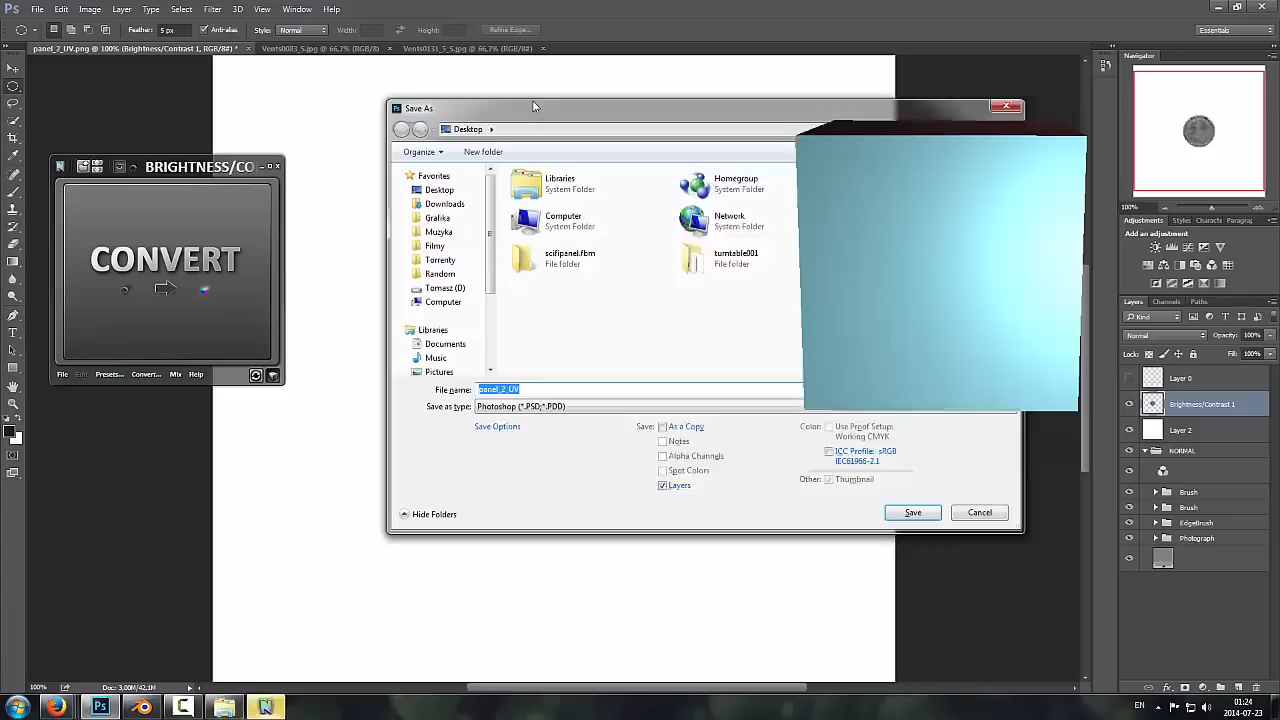 Ps File Edit Image Layer Type Select Filter 3D View Window Help
Feather: 5 px Anti-alias Style: Normal Width: Height: Refine Edge... Essentials
panel_2_UV.png @ 100% (Brightness/Contrast 1, RGB/8#) * × Vents0083_S.jpg @ 66,7% (RGB/8) × Vents0131_5_S.jpg @ 66,7% (RGB/8#) ×
Navigator
100%
Adjustments Styles Characte Paragrap
Add an adjustment
Layers Channels Paths
Kind
Normal Opacity: 100%
Lock: Fill: 100%
Layer 0
Brightness/Contrast 1
Layer 2
NORMAL
Brush
Brush
EdgeBrush
Photograph
N BRIGHTNESS/CO
CONVERT
File Edit Presets... Convert... Mix Help
Save As
Desktop
Organize New folder
Favorites
Desktop
Downloads
Grafika
Muzyka
Filmy
Torrenty
Random
Tomasz (D)
Computer
Libraries
Documents
Music
Pictures
Libraries
System Folder
Homegroup
System Folder
Computer
System Folder
Network
System Folder
scifipanel.fbm
File folder
turntable001
File folder
File name: panel_2_UV
Save as type: Photoshop (*.PSD;*.PDD)
Save Options
Save: As a Copy
Notes
Alpha Channels
Spot Colors
Layers
Color: Use Proof Setup:
Working CMYK
ICC Profile: sRGB
IEC61966-2.1
Other: Thumbnail
Hide Folders
Save Cancel
100% Doc: 3,00M/42,1M
Ps N
EN 01:24
2014-07-23